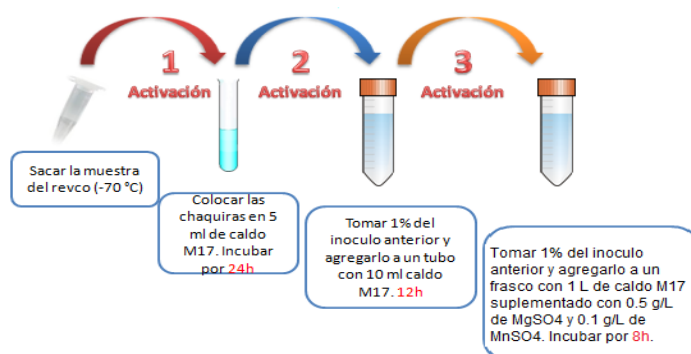 1
Activación
2
Activación
3
Activación
Sacar la muestra
del revco (-70 °C)
Colocar las
chaquiras en 5
ml de caldo
M17. Incubar
por 24h
Tomar 1% del
inoculo anterior y
agregarlo a un tubo
con 10 ml caldo
M17. 12h
Tomar 1% del inoculo
anterior y agregarlo a un
frasco con 1 L de caldo M17
suplementado con 0.5 g/L
de MgSO4 y 0.1 g/L de
MnSO4. Incubar por 8h.